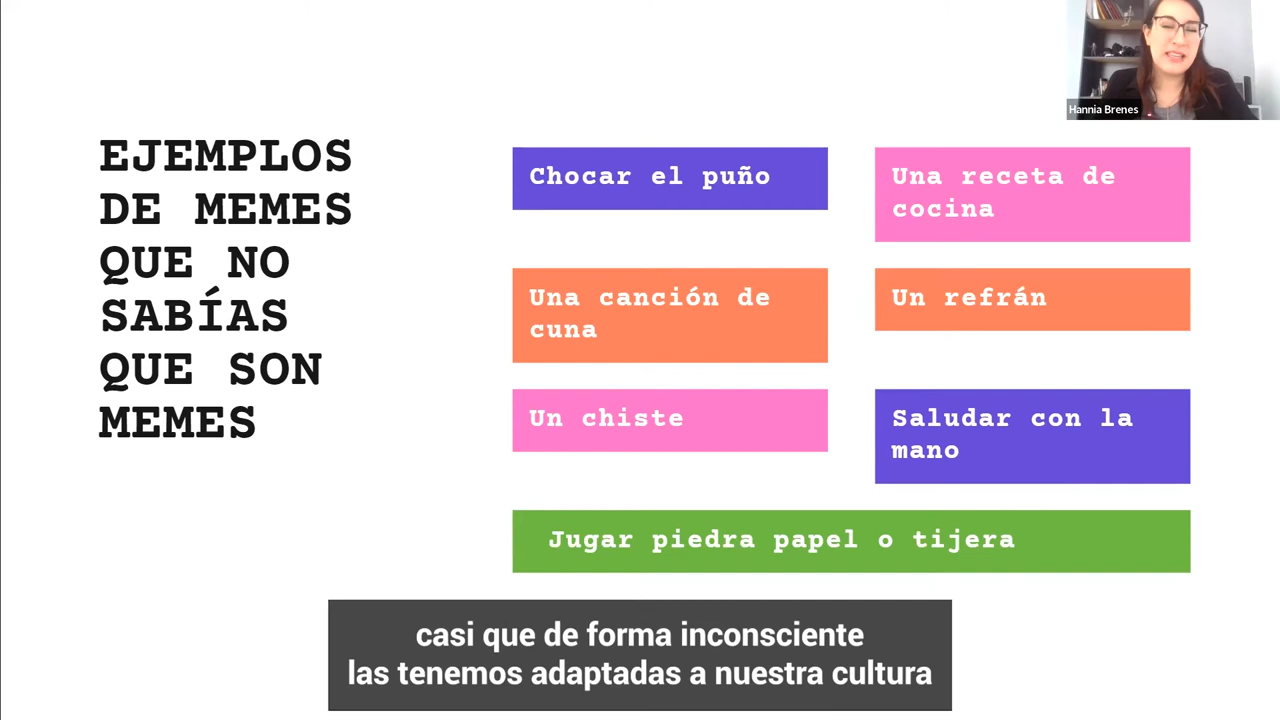 Hannia Brenes
EJEMPLOS
DE MEMES
QUE NO
SABÍAS
QUE SON
MEMES
Chocar el puño
Una receta de
cocina
Una canción de
cuna
Un refrán
Un chiste
Saludar con la
mano
Jugar piedra papel o tijera
casi que de forma inconsciente
las tenemos adaptadas a nuestra cultura